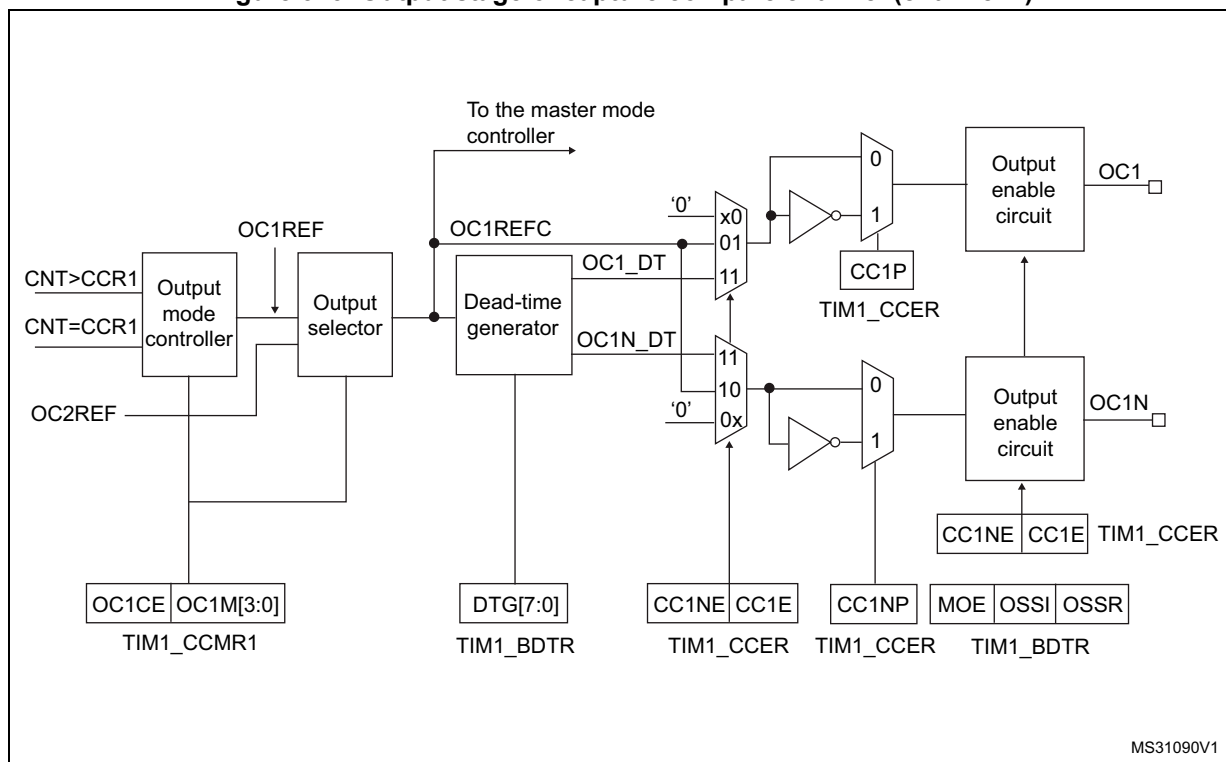 To the master mode
controller
OC1REF
OC1REFC
CNT>CCR1
CNT=CCR1
OC2REF
Output
mode
controller
Output
selector
Dead-time
generator
OC1_DT
OC1N_DT
'0'
x0
01
11
11
10
0x
'0'
0
1
CC1P
TIM1_CCER
0
1
Output
enable
circuit
OC1
Output
enable
circuit
OC1N
CC1NE CC1E TIM1_CCER
OC1CE OC1M[3:0]
TIM1_CCMR1
DTG[7:0]
TIM1_BDTR
CC1NE CC1E
TIM1_CCER
CC1NP
TIM1_CCER
MOE OSSI OSSR
TIM1_BDTR
MS31090V1